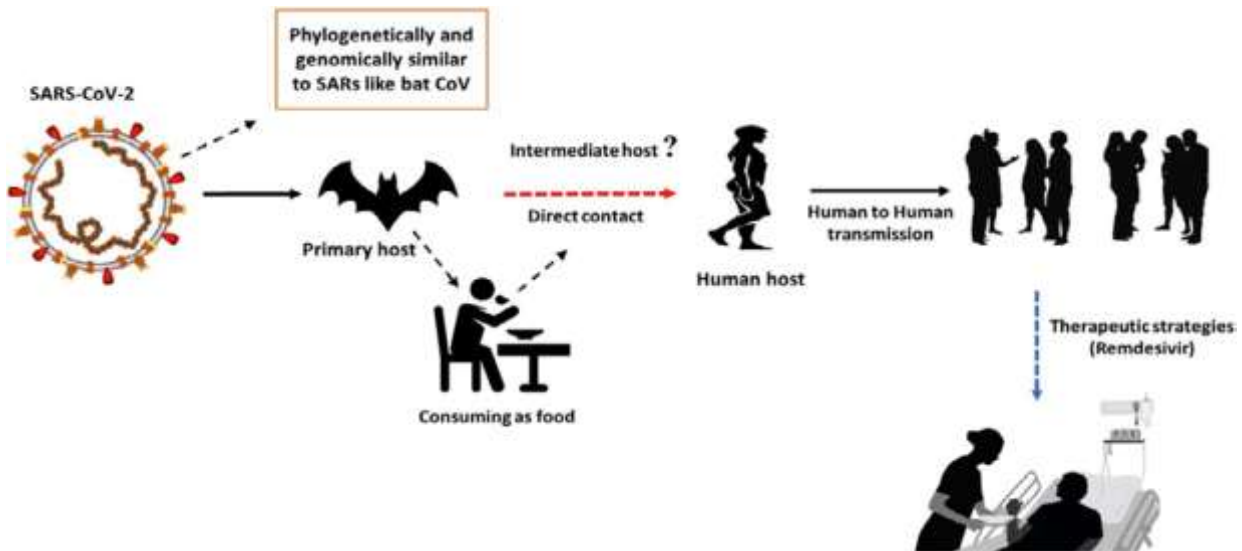 Phylogenetically and
genomically similar
to SARs like bat CoV
SARS-CoV-2
Intermediate host ?
Direct contact
Primary host
Human to Human
transmission
Human host
Therapeutic strategies
(Remdesivir)
Consuming as food